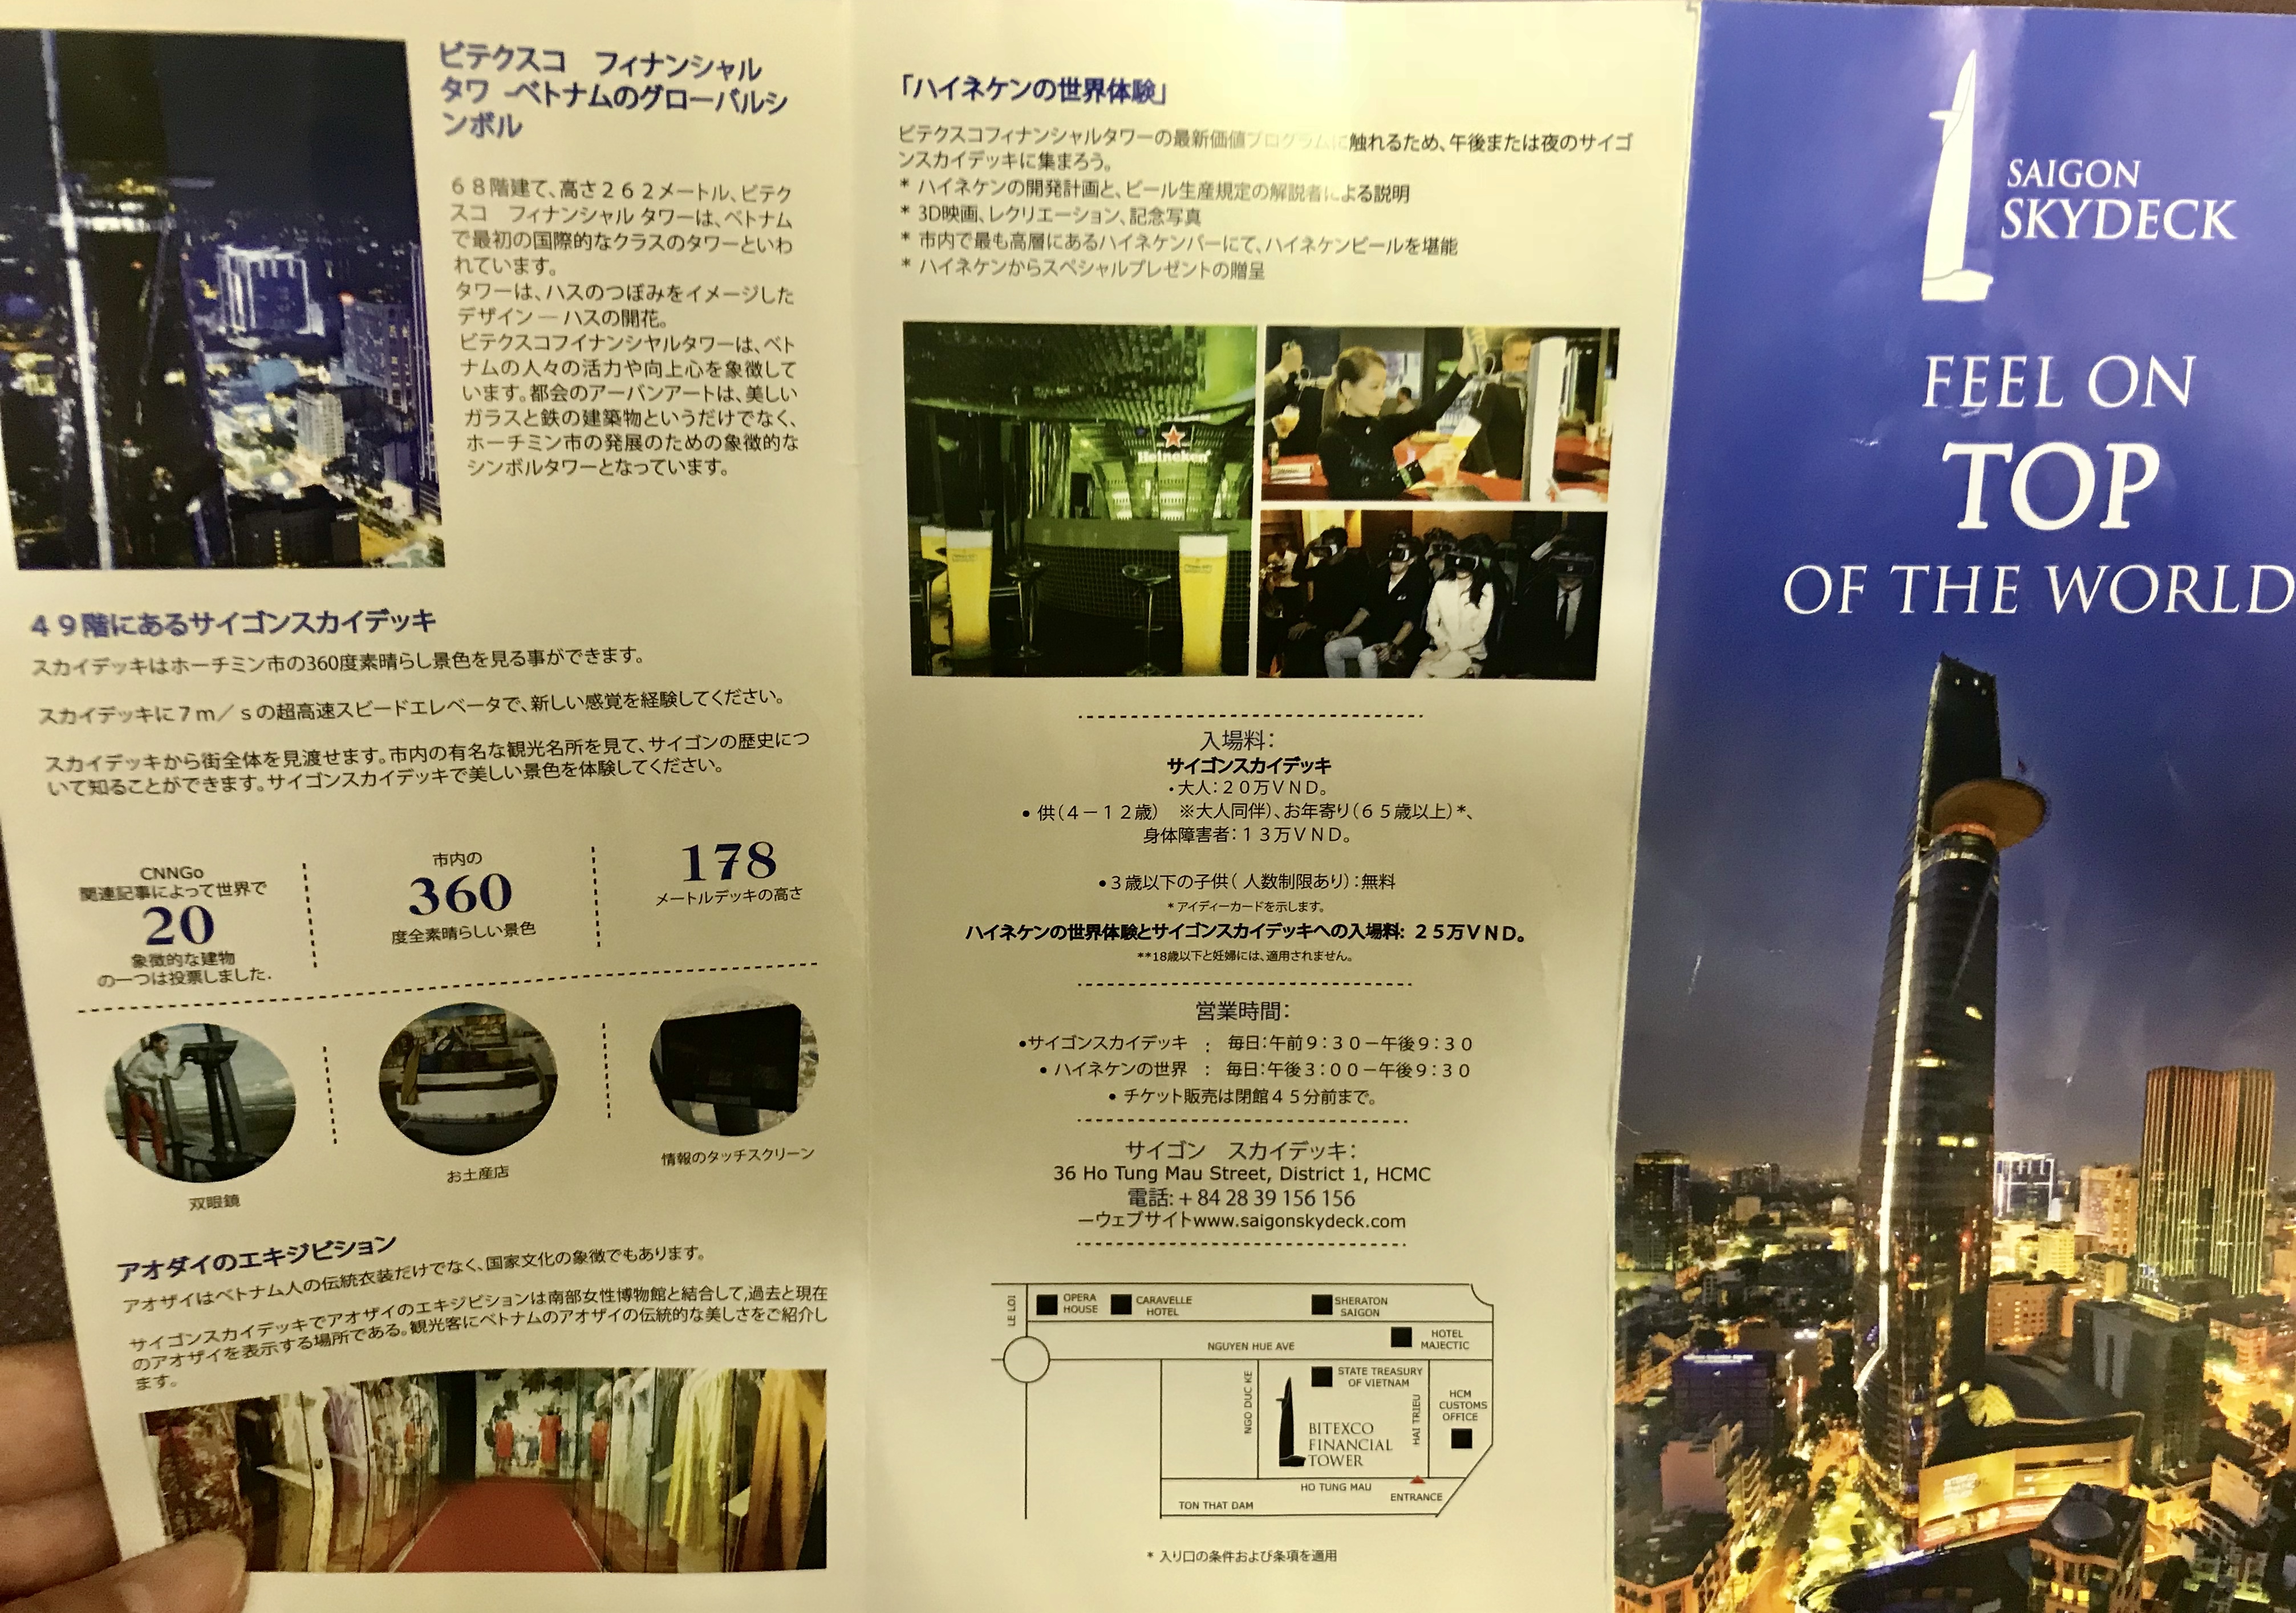 ビテクスコ　フィナンシャル
タワ -ベトナムのグローバルシ
ンボル
６８階建て、高さ２６２メートル、ビテク
スコ　フィナンシャル タワーは、ベトナム
で最初の国際的なクラスのタワーといわ
れています。
タワーは、ハスのつぼみをイメージした
デザイン ― ハスの開花。
ビテクスコフイナンシヤルタワーは、ベト
ナムの人々の活力や向上心を象徴して
います。都会のアーバンアートは、美しい
ガラスと鉄の建築物というだけでなく、
ホーチミン市の発展のための象徴的な
シンボルタワーとなっています。
４９階にあるサイゴンスカイデッキ
スカイデッキはホーチミン市の360度素晴らし景色を見る事ができます。
スカイデッキに７ｍ／ｓの超高速スピードエレベータで、新しい感覚を経験してください。
スカイデッキから街全体を見渡せます。市内の有名な観光名所を見て、サイゴンの歴史につ
いて知ることができます。サイゴンスカイデッキで美しい景色を体験してください。
CNNGo
関連記事によって世界で
20
象徴的な建物
の一つは投票しました.
市内の
360
度全素晴らしい景色
178
メートルデッキの高さ
双眼鏡
お土産店
情報のタッチスクリーン
アオダイのエキジビション
アオザイはベトナム人の伝統衣装だけでなく、国家文化の象徴でもあります。
サイゴンスカイデッキでアオザイのエキジビションは南部女性博物館と結合して,過去と現在
のアオザイを表示する場所である。観光客にベトナムのアオザイの伝統的な美しさをご紹介し
ます。
「ハイネケンの世界体験」
ビテクスコフィナンシャルタワーの最新価値プログラムに触れるため、午後または夜のサイゴ
ンスカイデッキに集まろう。
* ハイネケンの開発計画と、ビール生産規定の解説者による説明
* 3D映画、レクリエーション、記念写真
* 市内で最も高層にあるハイネケンバーにて、ハイネケンビールを堪能
* ハイネケンからスペシャルプレゼントの贈呈
Heineken
入場料：
サイゴンスカイデッキ
・大人：２０万ＶＮＤ。
• 供（４－１２歳）　※大人同伴）、お年寄り（６５歳以上）*、
身体障害者：１３万ＶＮＤ。
•３歳以下の子供（ 人数制限あり）：無料
* アイディーカードを示します。
ハイネケンの世界体験とサイゴンスカイデッキへの入場料： ２５万ＶＮＤ。
**18歳以下と妊婦には、適用されません。
営業時間：
•サイゴンスカイデッキ　：　毎日：午前９：３０－午後９：３０
• ハイネケンの世界　：　毎日：午後３：００－午後９：３０
• チケット販売は閉館４５分前まで。
サイゴン　スカイデッキ：
36 Ho Tung Mau Street, District 1, HCMC
電話: + 84 28 39 156 156
－ウェブサイトwww.saigonskydeck.com
LE LOI
OPERA
HOUSE
CARAVELLE
HOTEL
SHERATON
SAIGON
NGUYEN HUE AVE
HOTEL
MAJECTIC
NGO DUC KE
STATE TREASURY
OF VIETNAM
HAI TRIEU
HCM
CUSTOMS
OFFICE
BITEXCO
FINANCIAL
TOWER
HO TUNG MAU
ENTRANCE
TON THAT DAM
* 入り口の条件および条項を適用
SAIGON
SKYDECK
FEEL ON
TOP
OF THE WORLD